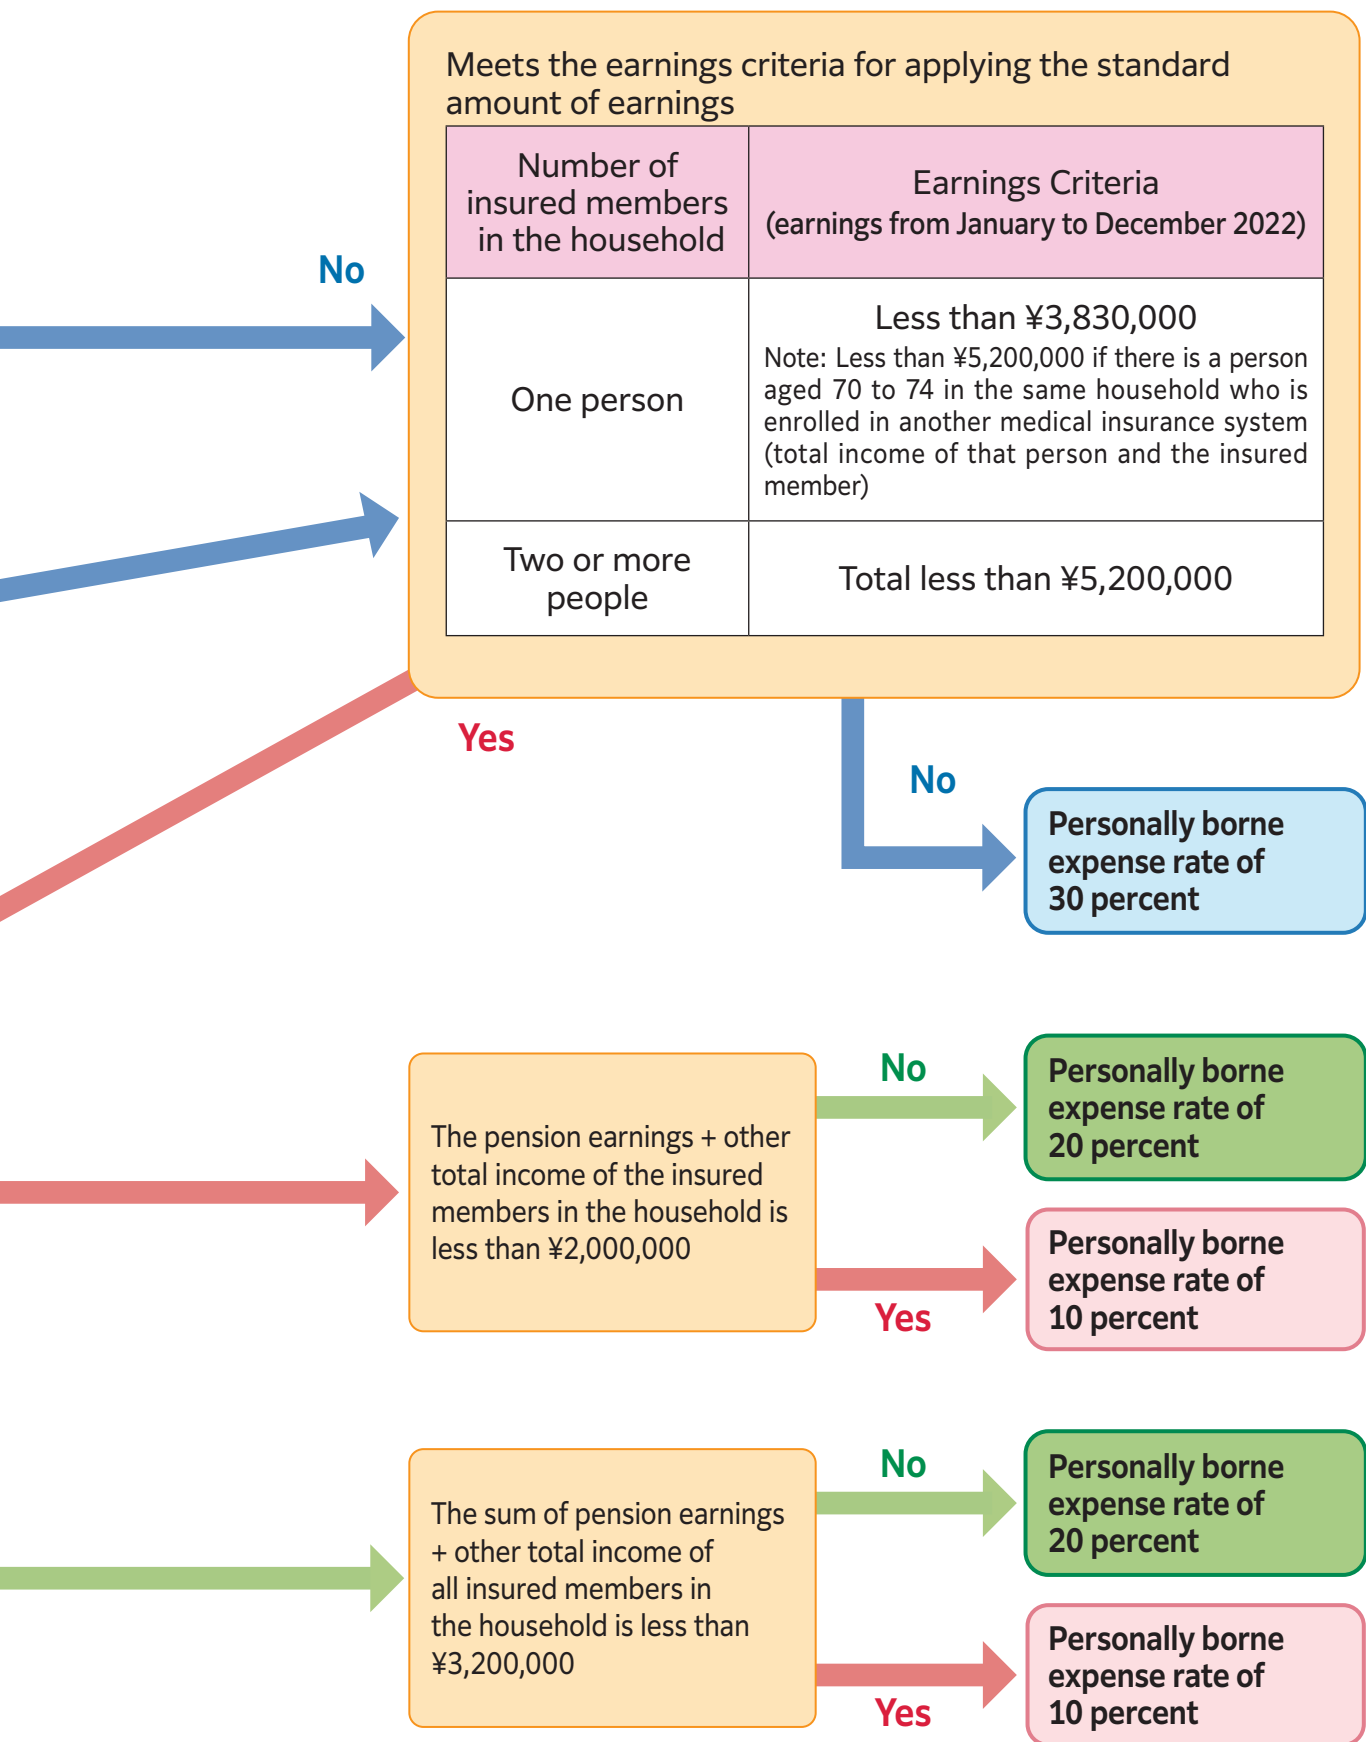 Meets the earnings criteria for applying the standard
amount of earnings
Number of
insured members
in the household
Earnings Criteria
(earnings from January to December 2022)
No
One person
Less than ¥3,830,000
Note: Less than ¥5,200,000 if there is a person
aged 70 to 74 in the same household who is
enrolled in another medical insurance system
(total income of that person and the insured
member)
Two or more
people
Total less than ¥5,200,000
Yes
No
Personally borne
expense rate of
30 percent
The pension earnings + other
total income of the insured
members in the household is
less than ¥2,000,000
No
Personally borne
expense rate of
20 percent
Yes
Personally borne
expense rate of
10 percent
The sum of pension earnings
+ other total income of
all insured members in
the household is less than
¥3,200,000
No
Personally borne
expense rate of
20 percent
Yes
Personally borne
expense rate of
10 percent